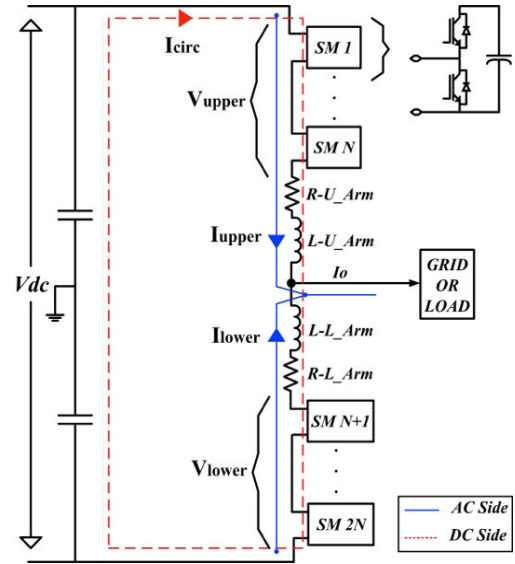 Icirc
SM 1
Vupper
SM N
R-U_Arm
Iupper
L-U_Arm
Io
GRID
OR
LOAD
Vdc
Ilower
L-L_Arm
R-L_Arm
SM N+1
Vlower
SM 2N
AC Side
DC Side